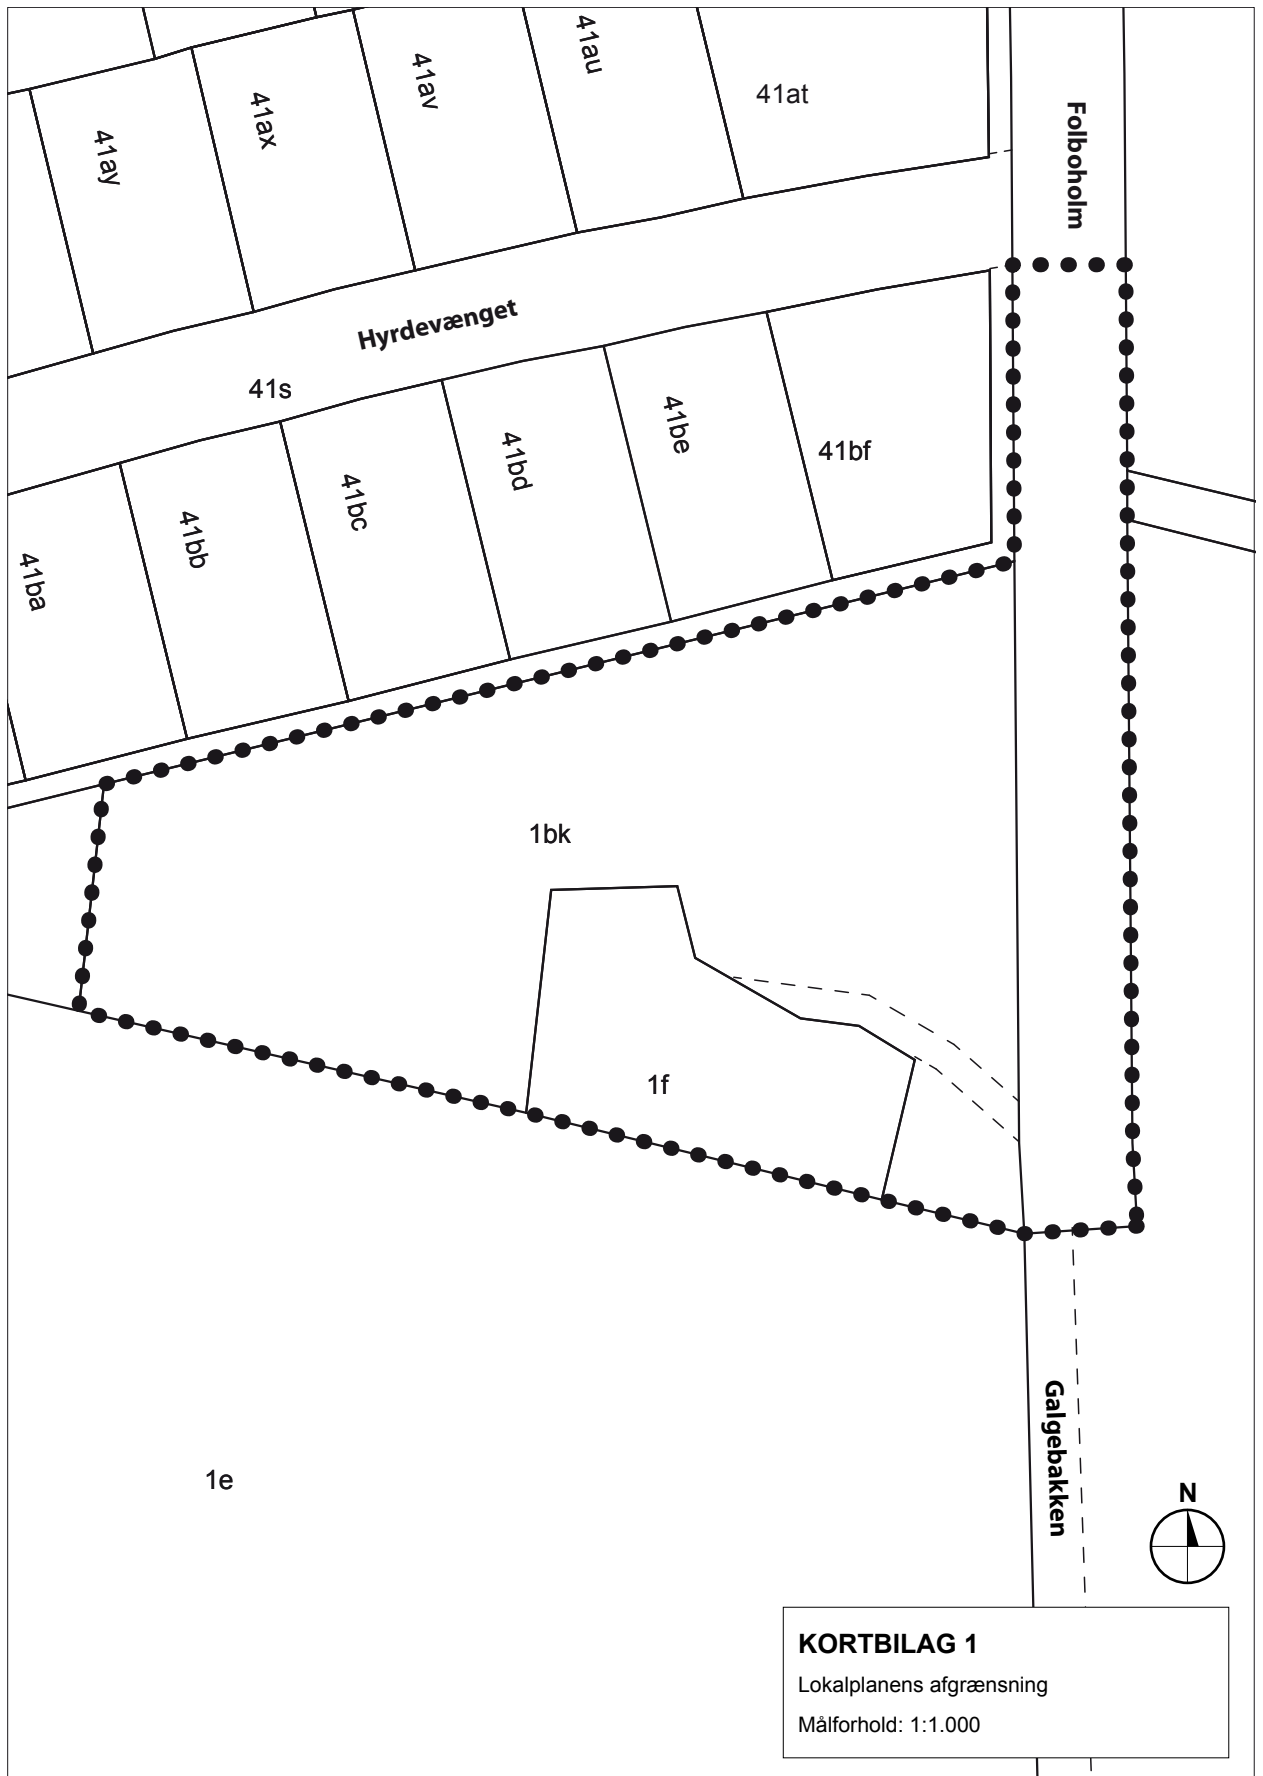 41ay
41ax
41av
41au
41at
Folboholm
Hyrdevænget
41s
41ba
41bb
41bc
41bd
41be
41bf
1bk
1f
1e
Galgebakken
N
KORTBILAG 1
Lokalplanens afgrænsning
Målforhold: 1:1.000